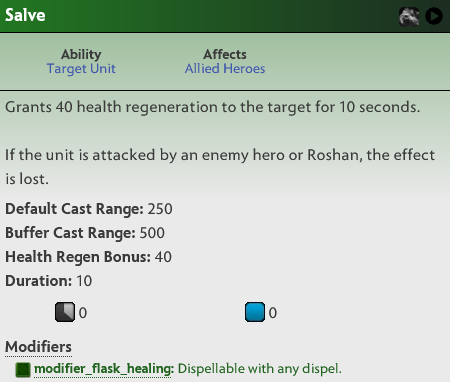 Salve
Ability
Target Unit
Affects
Allied Heroes
Grants 40 health regeneration to the target for 10 seconds.
If the unit is attacked by an enemy hero or Roshan, the effect
is lost.
Default Cast Range: 250
Buffer Cast Range: 500
Health Regen Bonus: 40
Duration: 10
0
0
Modifiers
modifier_flask_healing: Dispellable with any dispel.